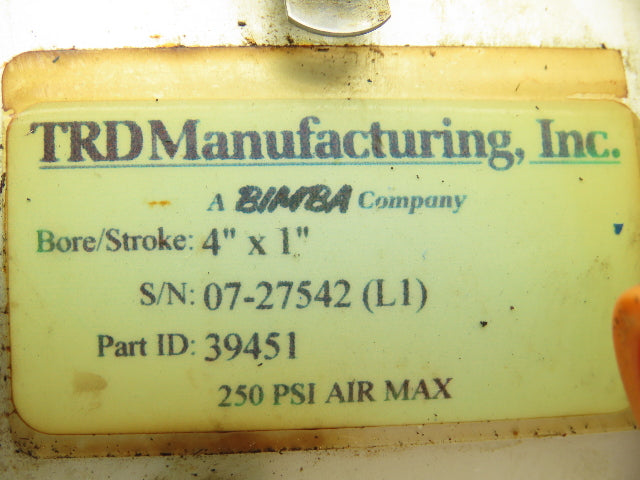 TRD Manufacturing, Inc.
A BIMBA Company
Bore/Stroke: 4" x 1"
S/N: 07-27542 (L1)
Part ID: 39451
250 PSI AIR MAX